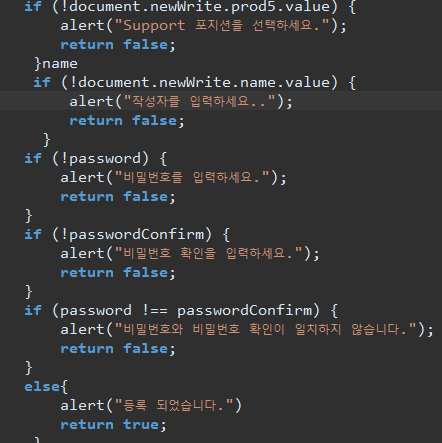 if (!document.newWrite.prod5.value) {
alert("Support 포지션을 선택하세요.");
return false;
}name
if (!document.newWrite.name.value) {
alert("작성자를 입력하세요..");
return false;
}
if (!password) {
alert("비밀번호를 입력하세요.");
return false;
}
if (!passwordConfirm) {
alert("비밀번호 확인을 입력하세요.");
return false;
}
if (password !== passwordConfirm) {
alert("비밀번호와 비밀번호 확인이 일치하지 않습니다.");
return false;
}
else{
alert("등록 되었습니다.")
return true;
}